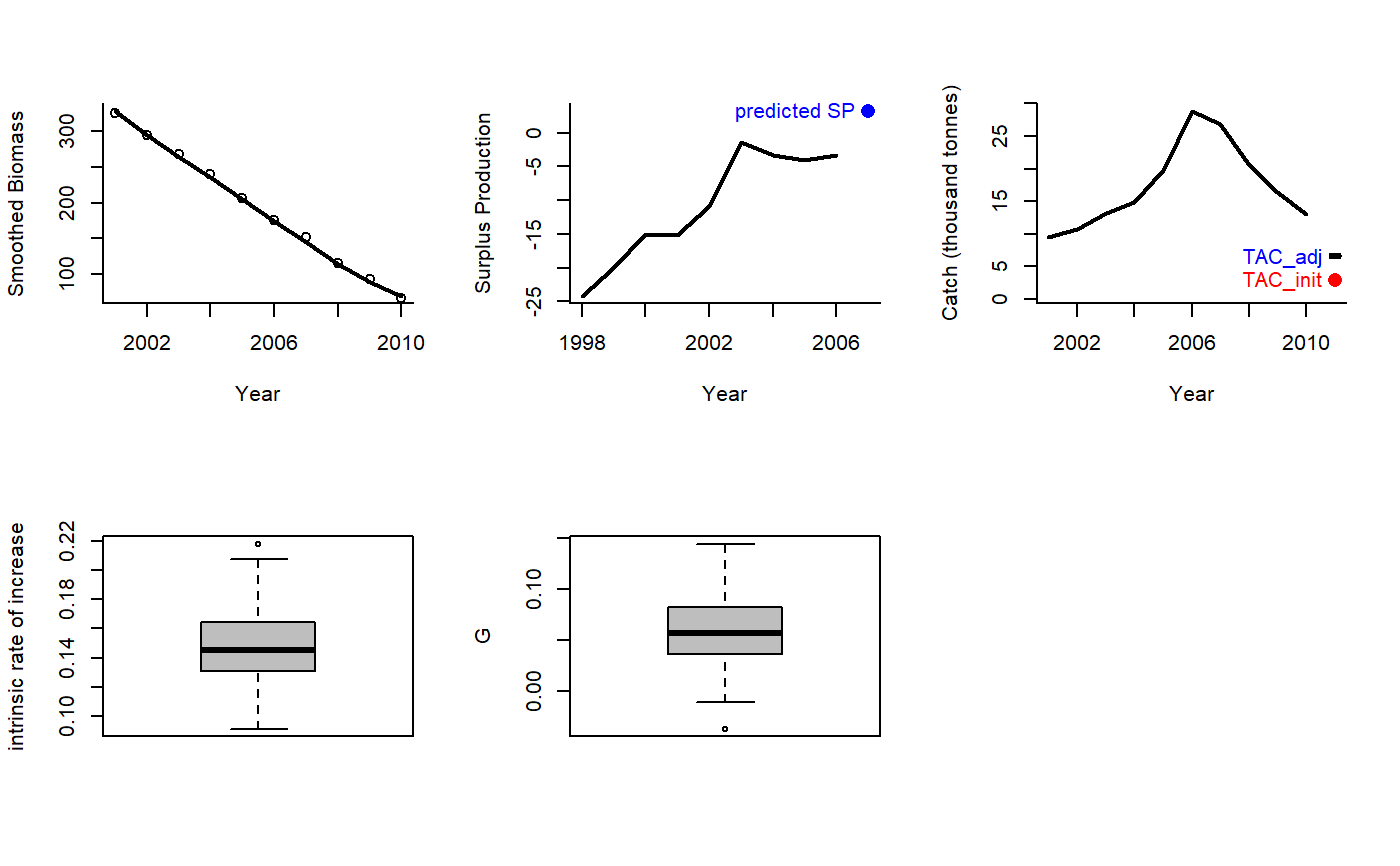 Smoothed Biomass
300
200
100
2002
2006
2010
Year
Surplus Production
0
-5
-15
-25
predicted SP
1998
2002
2006
Year
Catch (thousand tonnes)
25
15
5
0
TAC_adj
TAC_init
2002
2006
2010
Year
intrinsic rate of increase
0.22
0.18
0.14
0.10
G
0.10
0.00